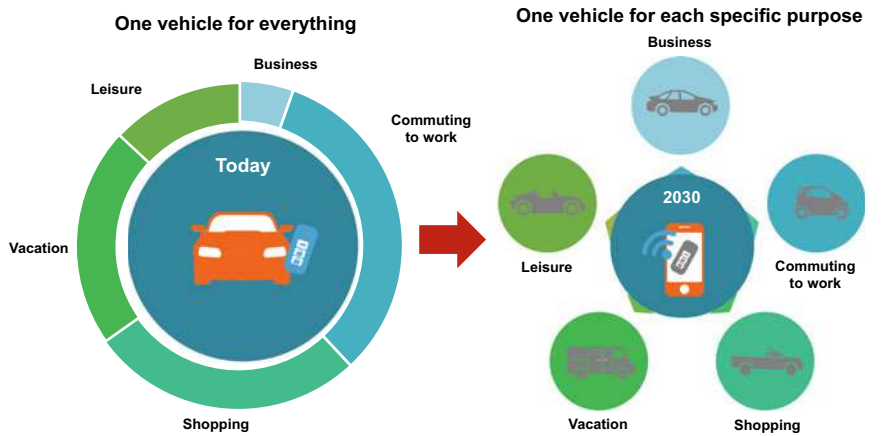 One vehicle for everything
Business
Leisure
Commuting
to work
Today
Vacation
Shopping
One vehicle for each specific purpose
Business
2030
Leisure
Commuting
to work
Vacation
Shopping